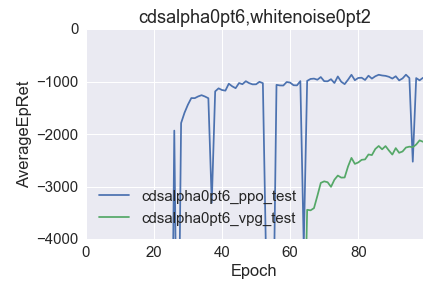 cdsalpha0pt6,whitenoise0pt2
0
−1000
−2000
−3000
−4000
AverageEpRet
cdsalpha0pt6_ppo_test
cdsalpha0pt6_vpg_test
0 20 40 60 80
Epoch